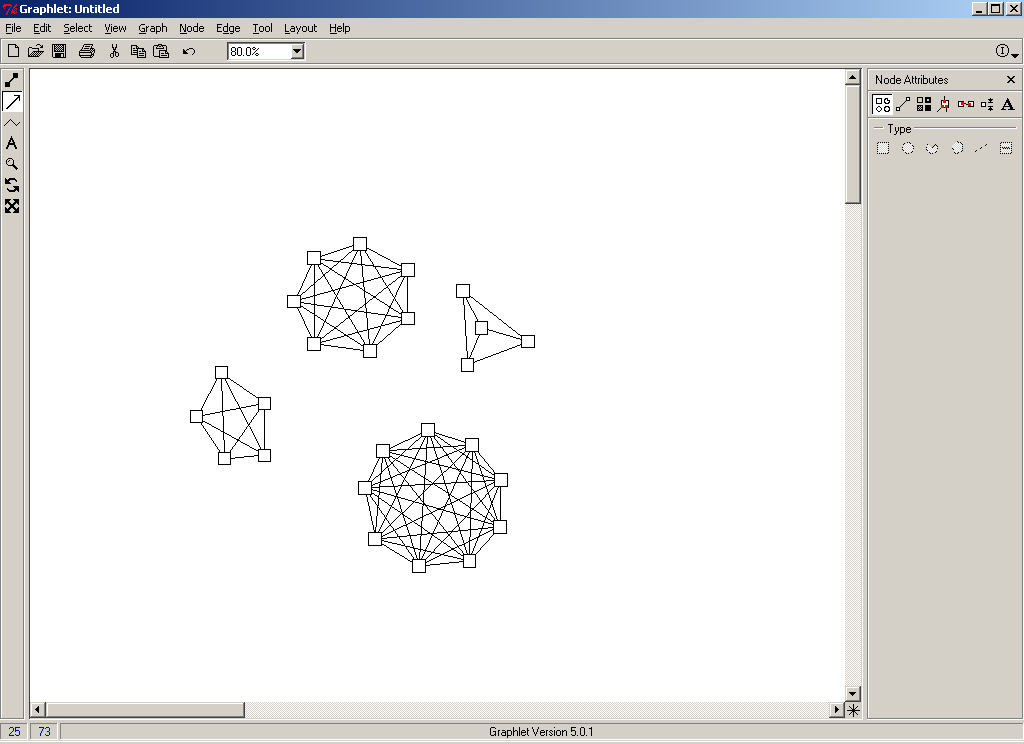 Graphlet: Untitled
File Edit Select View Graph Node Edge Tool Layout Help
80.0%
Node Attributes
A
Type
A
25 73 Graphlet Version 5.0.1